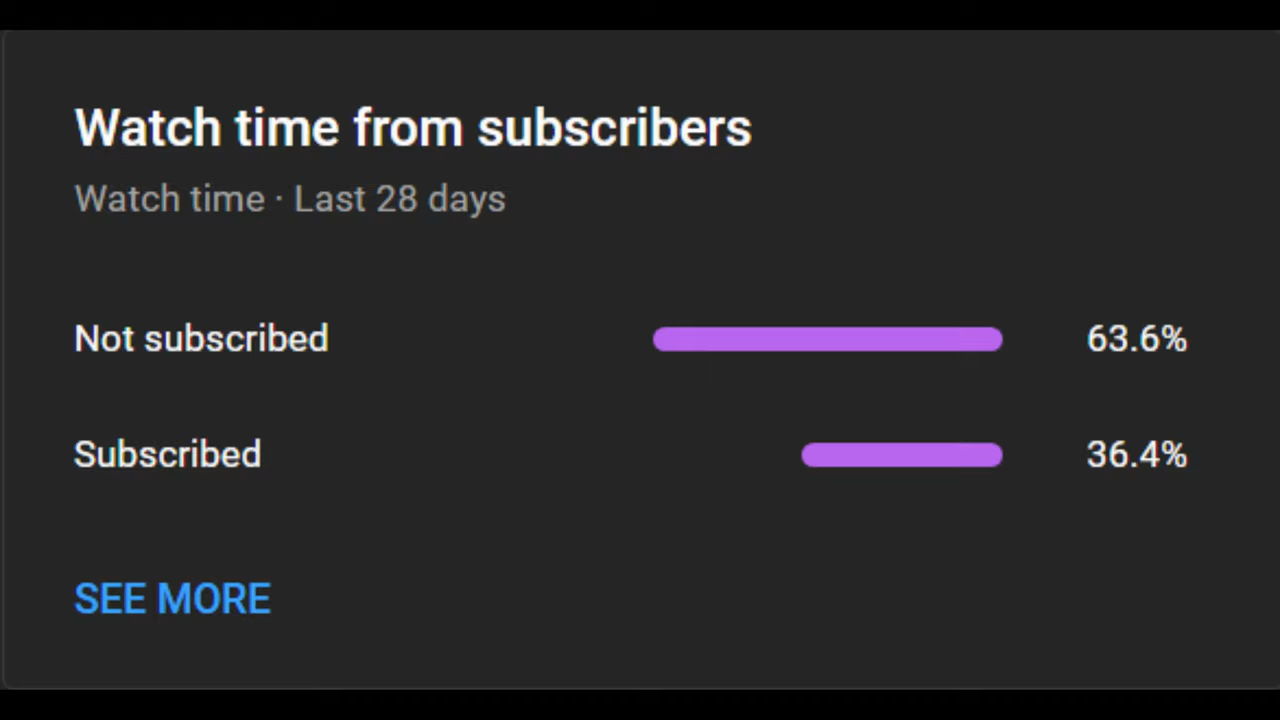 Watch time from subscribers
Watch time · Last 28 days
Not subscribed 63.6%
Subscribed 36.4%
SEE MORE